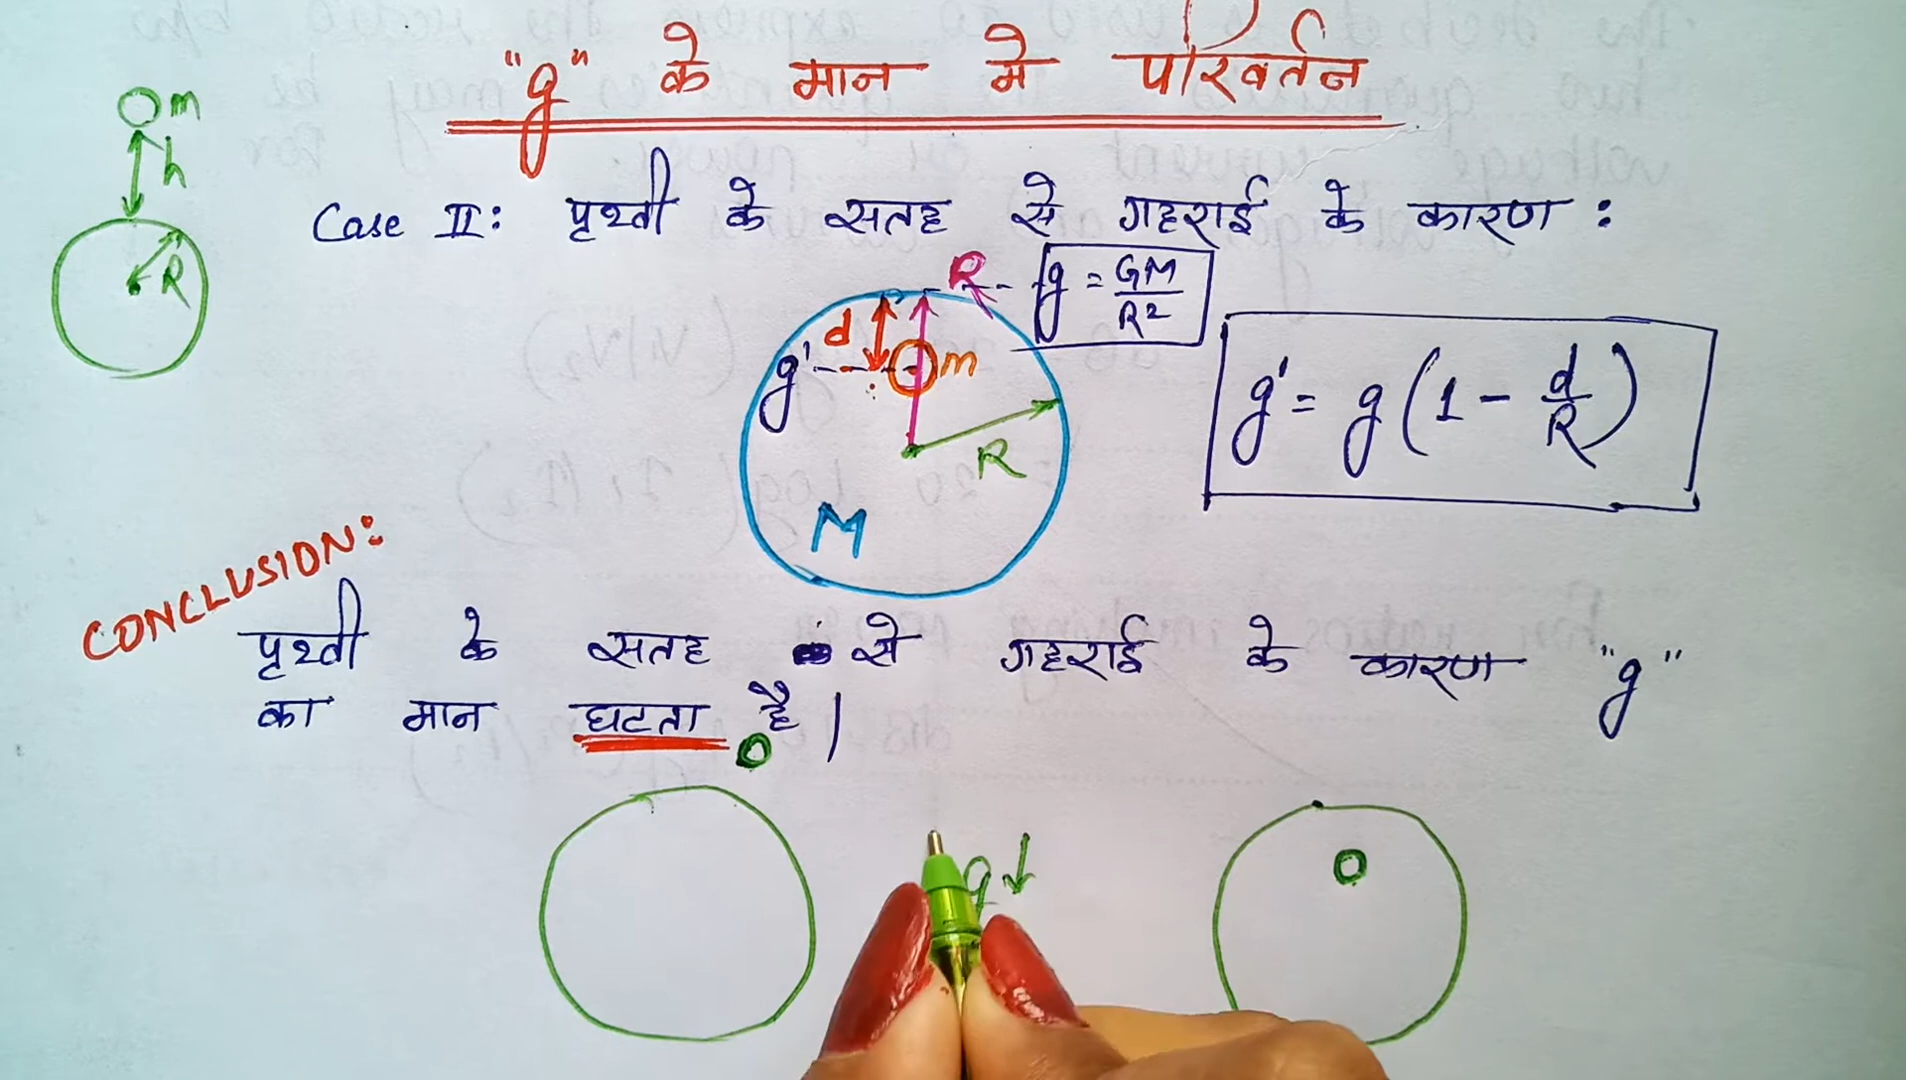 "g" के मान मे परिवर्तन
m
h
R
Case II: पृथ्वी के सतह से गहराई के कारण :
R
g = GM/R²
d
g'
m
R
M
g' = g(1 - d/R)
CONCLUSION:
पृथ्वी के सतह से गहराई के कारण "g"
का मान घटता है |
g↓